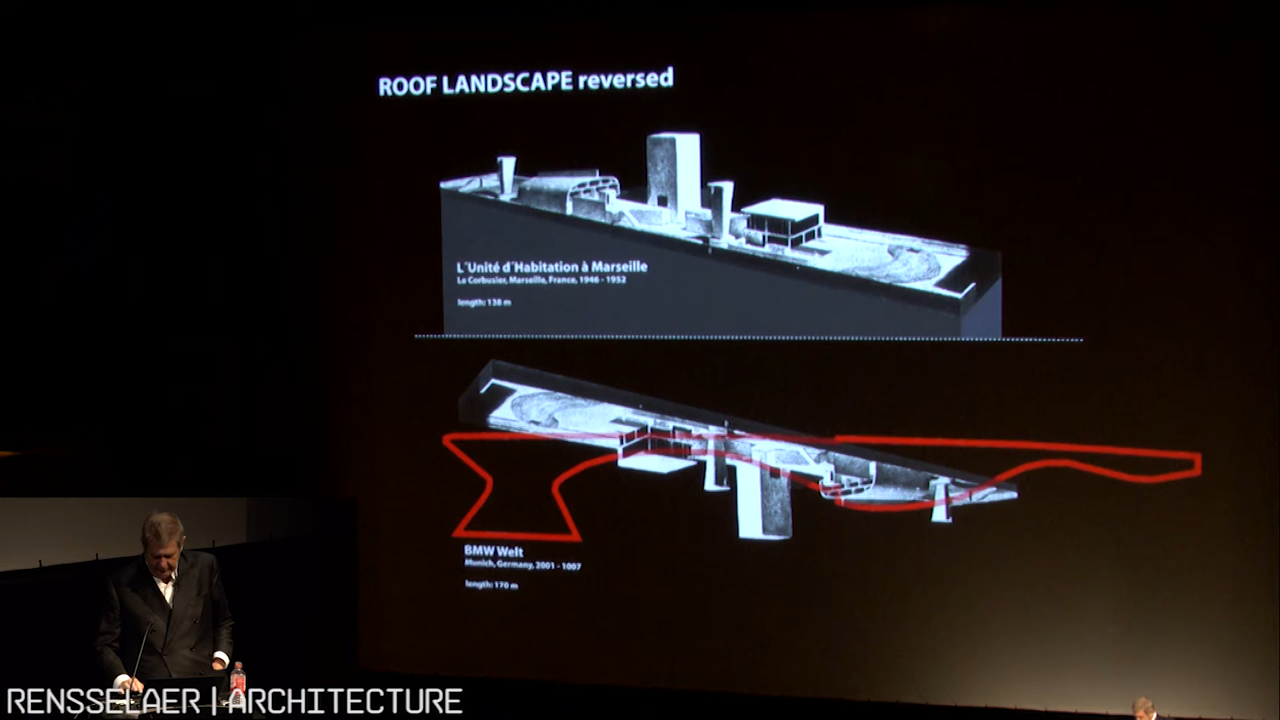 ROOF LANDSCAPE reversed
L´Unité d´Habitation à Marseille
Le Corbusier, Marseille, France, 1946 - 1952
length: 138 m
BMW Welt
Munich, Germany, 2001 - 1007
length: 170 m
RENSSELAER | ARCHITECTURE